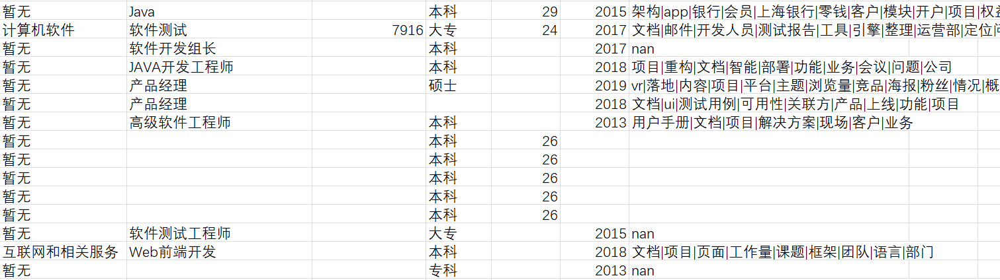 暂无 Java 本科 29 2015 架构|app|银行|会员|上海银行|零钱|客户|模块|开户|项目|权益
计算机软件 软件测试 7916 大专 24 2017 文档|邮件|开发人员|测试报告|工具|引擎|整理|运营部|定位问
暂无 软件开发组长 本科 2017 nan
暂无 JAVA开发工程师 本科 2018 项目|重构|文档|智能|部署|功能|业务|会议|问题|公司
暂无 产品经理 硕士 2019 vr|落地|内容|项目|平台|主题|浏览量|竞品|海报|粉丝|情况|概
暂无 产品经理 2018 文档|ui|测试用例|可用性|关联方|产品|上线|功能|项目
暂无 高级软件工程师 本科 2013 用户手册|文档|项目|解决方案|现场|客户|业务
暂无 本科 26
暂无 本科 26
暂无 本科 26
暂无 本科 26
暂无 本科 26
暂无 软件测试工程师 大专 2015 nan
互联网和相关服务 Web前端开发 本科 2018 文档|项目|页面|工作量|课题|框架|团队|语言|部门
暂无 专科 2013 nan